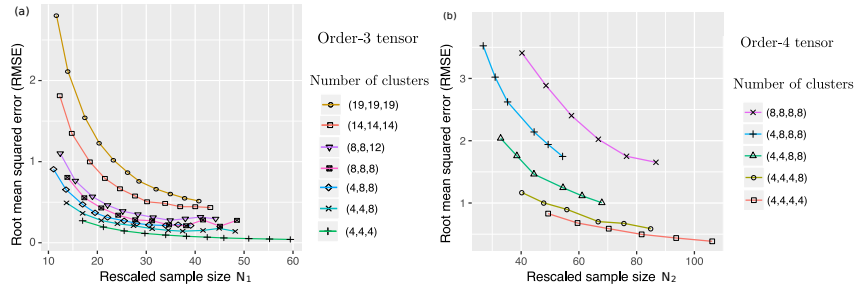 (a)
Order-3 tensor
Number of clusters
(19,19,19)
(14,14,14)
(8,8,12)
(8,8,8)
(4,8,8)
(4,4,8)
(4,4,4)
Root mean squared error (RMSE)
2
1
0
10 20 30 40 50 60
Rescaled sample size N1
(b)
Order-4 tensor
Number of clusters
(8,8,8,8)
(4,8,8,8)
(4,4,8,8)
(4,4,4,8)
(4,4,4,4)
Root mean squared error (RMSE)
3
2
1
0
40 60 80 100
Rescaled sample size N2